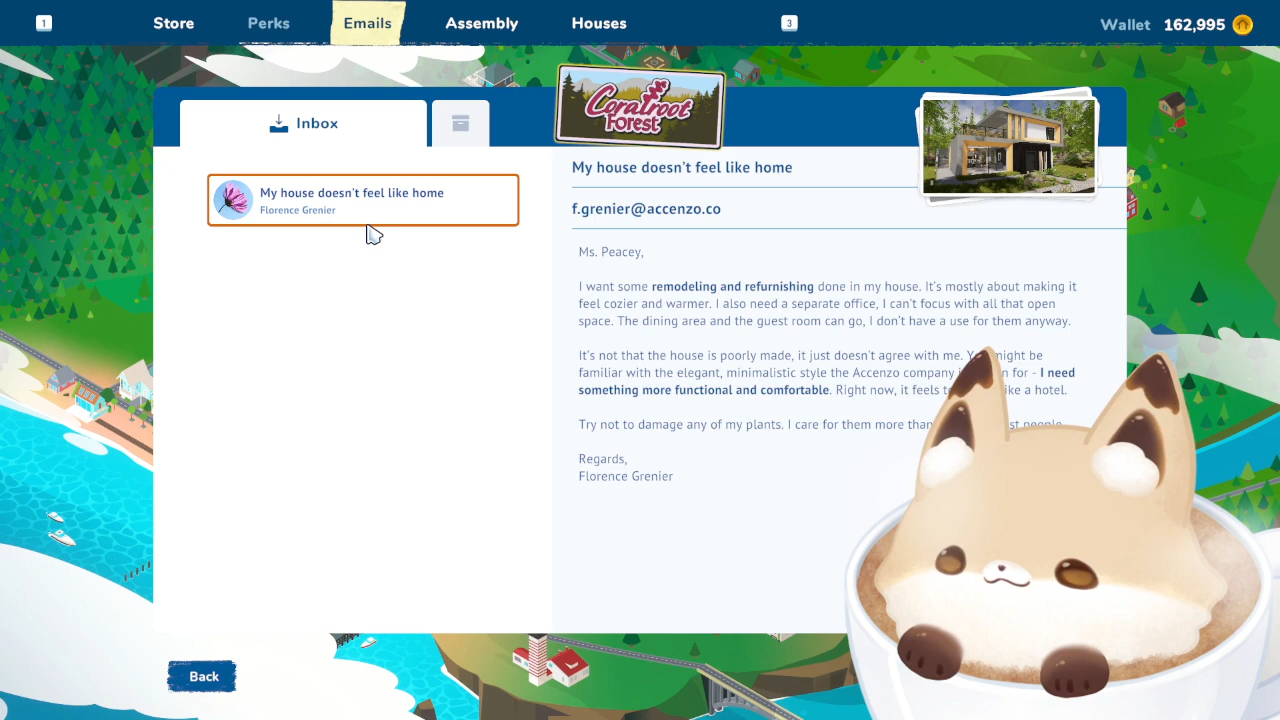 1
Store
Perks
Emails
Assembly
Houses
3
Wallet 162,995
Inbox
Coralroot
Forest
My house doesn't feel like home
Florence Grenier
My house doesn't feel like home
f.grenier@accenzo.co
Ms. Peacey,
I want some remodeling and refurnishing done in my house. It's mostly about making it
feel cozier and warmer. I also need a separate office, I can't focus with all that open
space. The dining area and the guest room can go, I don't have a use for them anyway.
It's not that the house is poorly made, it just doesn't agree with me. might be
familiar with the elegant, minimalistic style the Accenzo company for - I need
something more functional and comfortable. Right now, it feels like a hotel.
Try not to damage any of my plants. I care for them more people.
Regards,
Florence Grenier
Back